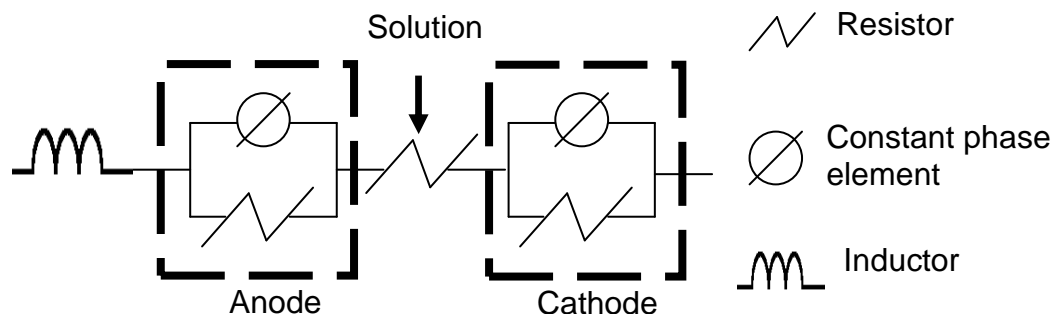 Solution
Anode
Cathode
Resistor
Constant phase
element
Inductor